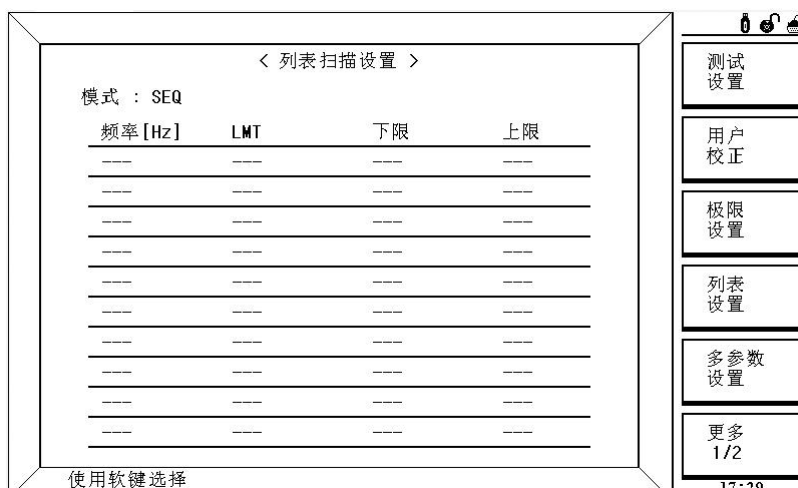 < 列表扫描设置 >
模式 : SEQ
频率[Hz] LMT 下限 上限
--- --- --- ---
--- --- --- ---
--- --- --- ---
--- --- --- ---
--- --- --- ---
--- --- --- ---
--- --- --- ---
--- --- --- ---
--- --- --- ---
--- --- --- ---
使用软键选择
测试
设置
用户
校正
极限
设置
列表
设置
多参数
设置
更多
1/2
17:29